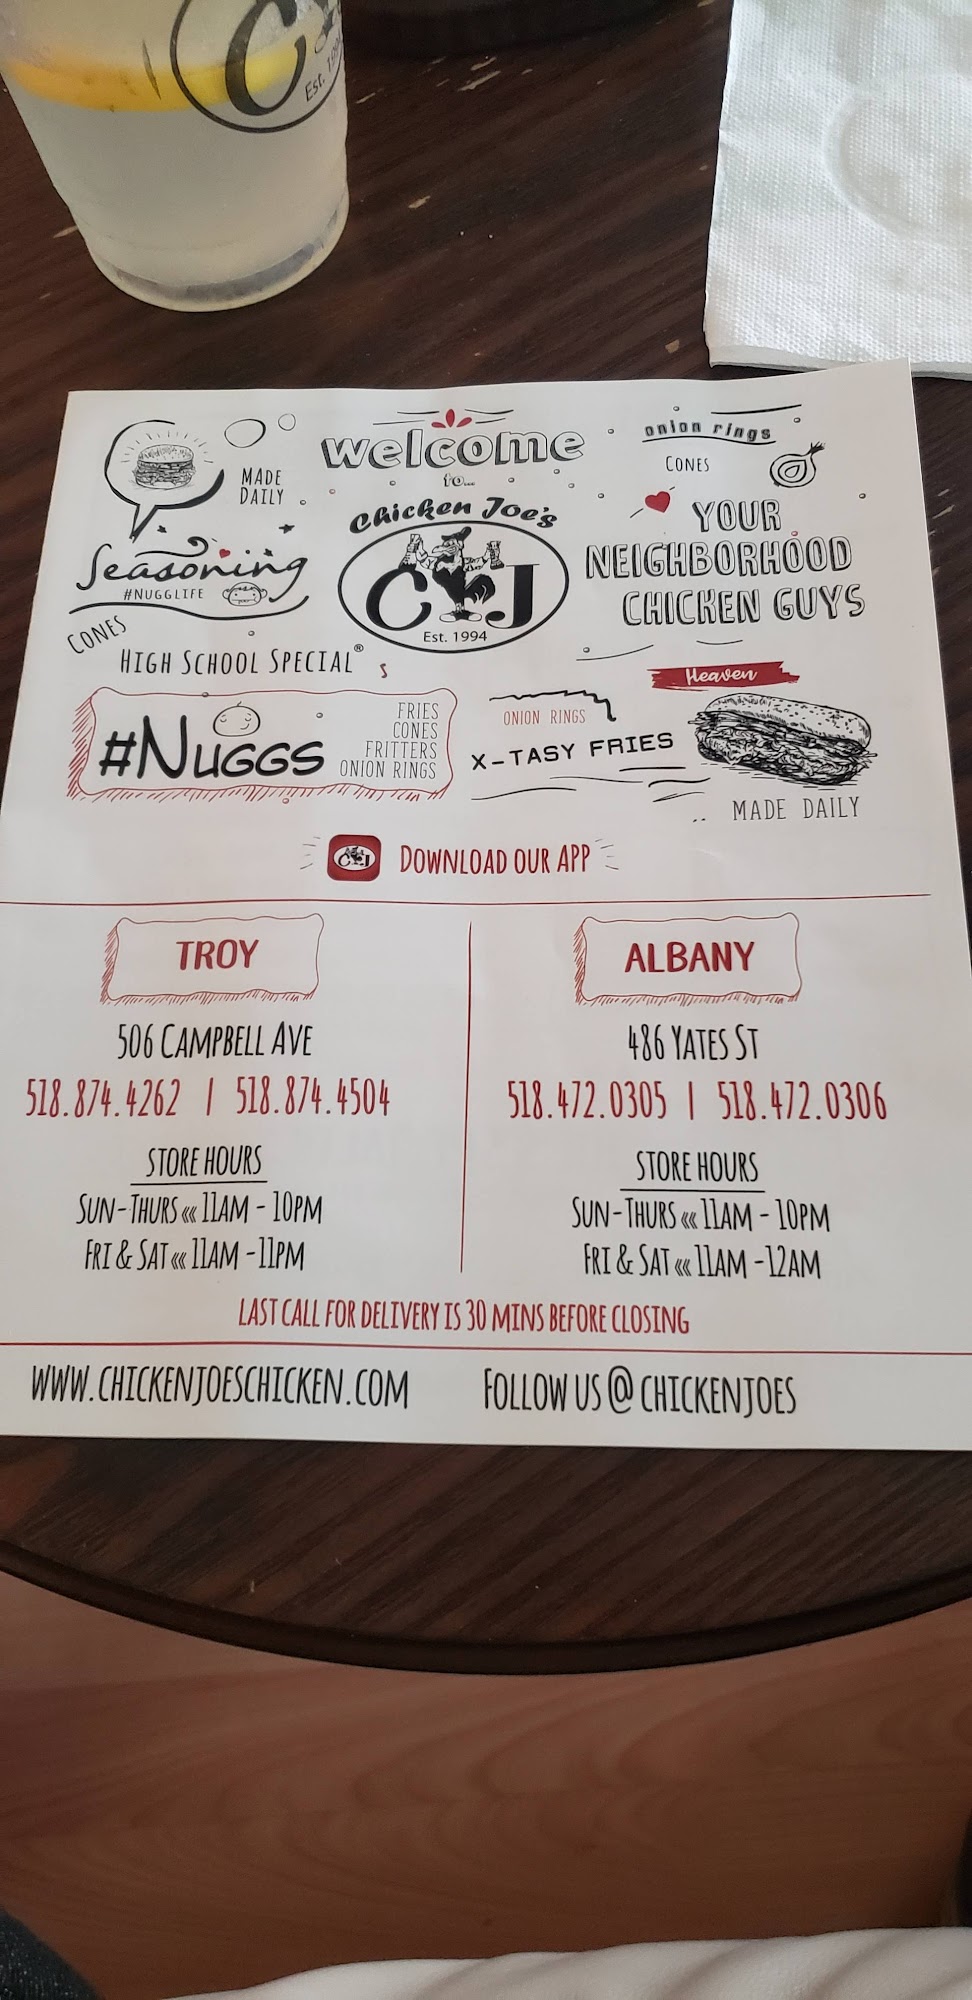 C
Est. 1994
MADE
DAILY
Seasoning
#NUGGLIFE
CONES
HIGH SCHOOL SPECIAL®
S
welcome
to...
Chicken Joe's
CJ
Est. 1994
onion rings
CONES
YOUR
NEIGHBORHOOD
CHICKEN GUYS
#NUGGS
FRIES
CONES
FRITTERS
ONION RINGS
ONION RINGS
X-TASY FRIES
Heaven
MADE DAILY
CJ
DOWNLOAD OUR APP
TROY
506 CAMPBELL AVE
518.874.4262 | 518.874.4504
STORE HOURS
SUN-THURS ««« 11AM - 10PM
FRI & SAT ««« 11AM - 11PM
ALBANY
486 YATES ST
518.472.0305 | 518.472.0306
STORE HOURS
SUN-THURS ««« 11AM - 10PM
FRI & SAT ««« 11AM - 12AM
LAST CALL FOR DELIVERY IS 30 MINS BEFORE CLOSING
WWW.CHICKENJOESCHICKEN.COM
FOLLOW US @ CHICKENJOES